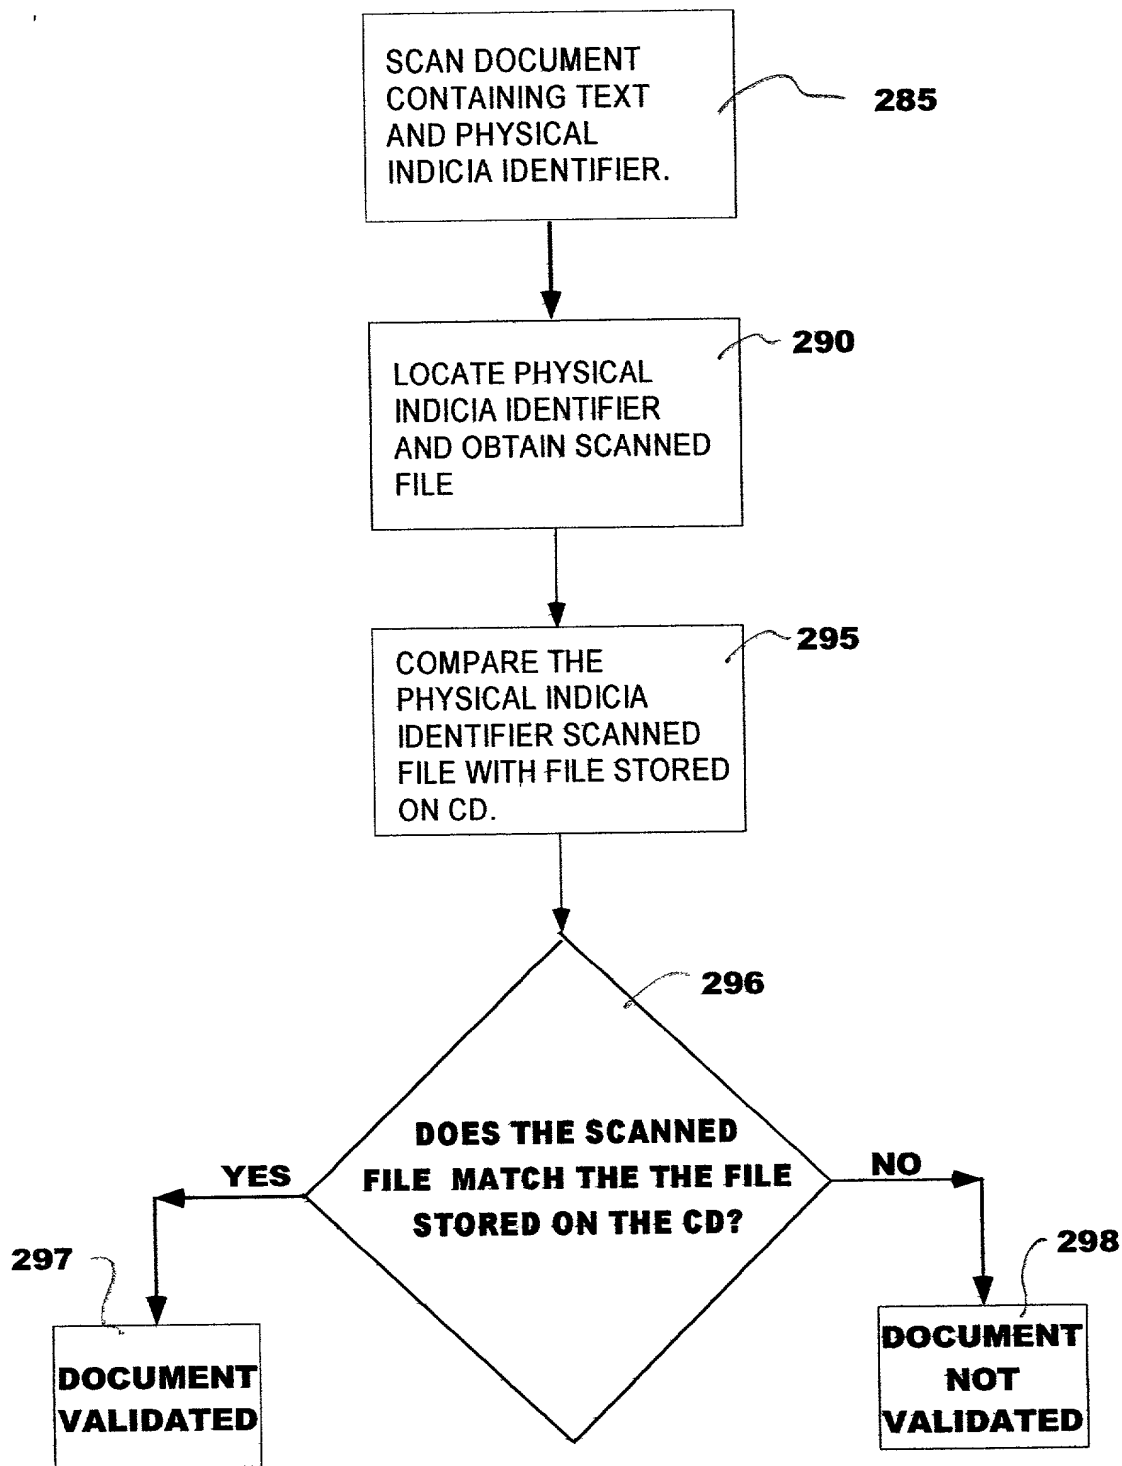 SCAN DOCUMENT
CONTAINING TEXT
AND PHYSICAL
INDICIA IDENTIFIER.
285
LOCATE PHYSICAL
INDICIA IDENTIFIER
AND OBTAIN SCANNED
FILE
290
COMPARE THE
PHYSICAL INDICIA
IDENTIFIER SCANNED
FILE WITH FILE STORED
ON CD.
295
296
DOES THE SCANNED
FILE MATCH THE THE FILE
STORED ON THE CD?
YES
NO
297
298
DOCUMENT
VALIDATED
DOCUMENT
NOT
VALIDATED